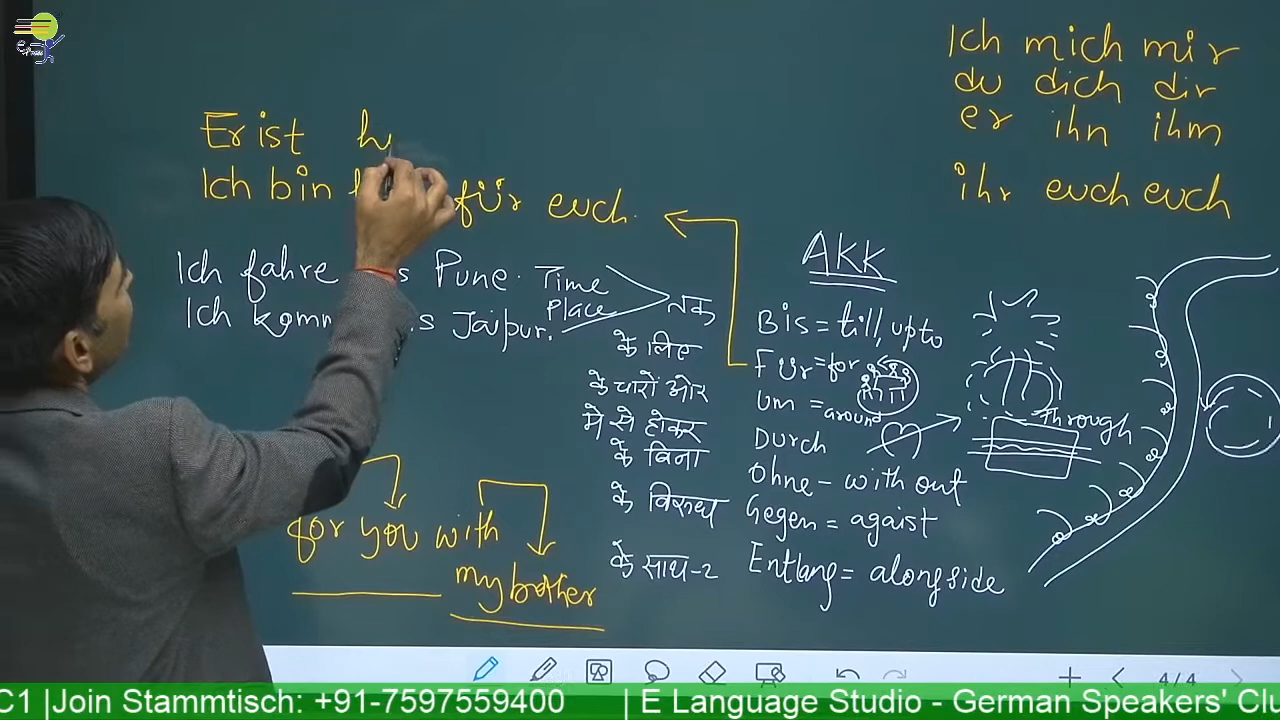 Ich mich mir
du dich dir
er ihn ihm
ihr euch euch
Er ist
Ich bin für euch.
Ich fahre Pune.
Ich Jaipur.
Time
Place
तक
AKK
Bis = till, upto
के लिए
Für = for
के चारों ओर
um = around
में से होकर
Durch
Through
के बिना
Ohne - with out
के विरुध
Gegen = agaist
के साथ-2
Entlang = alongside
for you with
my brother
4/4
C1 |Join Stammtisch: +91-7597559400 | E Language Studio - German Speakers' Clu